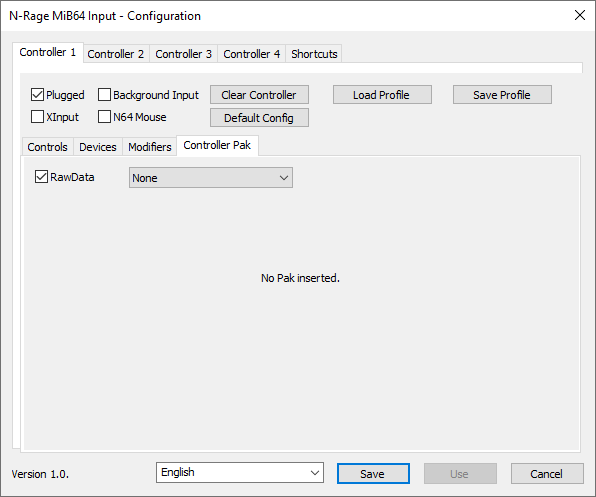 N-Rage MiB64 Input - Configuration
Controller 1 Controller 2 Controller 3 Controller 4 Shortcuts
Plugged Background Input Clear Controller Load Profile Save Profile
XInput N64 Mouse Default Config
Controls Devices Modifiers Controller Pak
RawData None
No Pak inserted.
Version 1.0. English Save Use Cancel